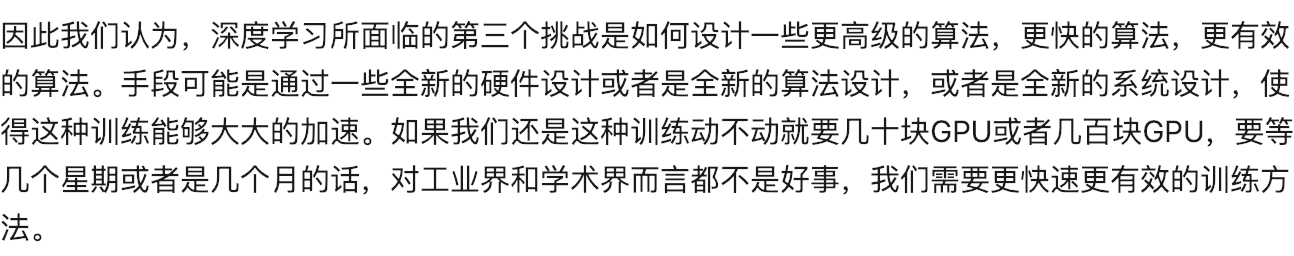 因此我们认为，深度学习所面临的第三个挑战是如何设计一些更高级的算法，更快的算法，更有效
的算法。手段可能是通过一些全新的硬件设计或者是全新的算法设计，或者是全新的系统设计，使
得这种训练能够大大的加速。如果我们还是这种训练动不动就要几十块GPU或者几百块GPU，要等
几个星期或者是几个月的话，对工业界和学术界而言都不是好事，我们需要更快速更有效的训练方
法。